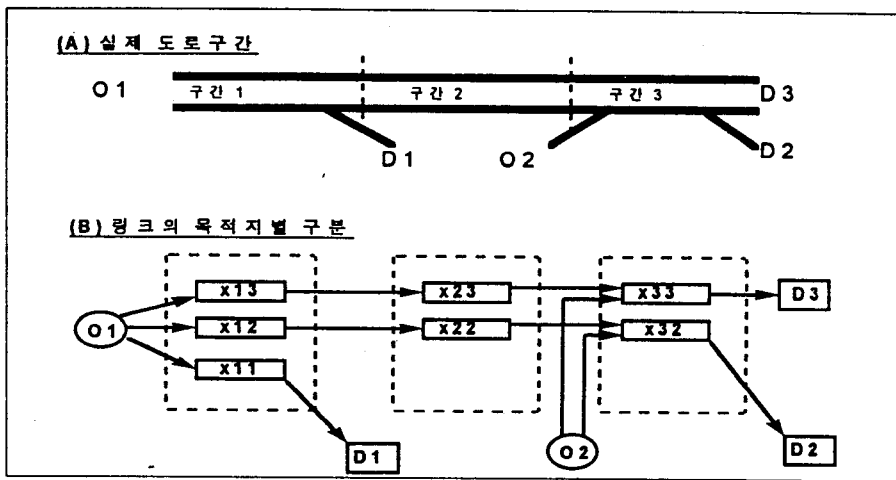 (A) 실제 도로구간
O1 구간 1 구간 2 구간 3 D3
D1 O2 D2
(B) 링크의 목적지별 구분
x13 x23 x33 D3
O1 x12 x22 x32
x11
D1 O2 D2